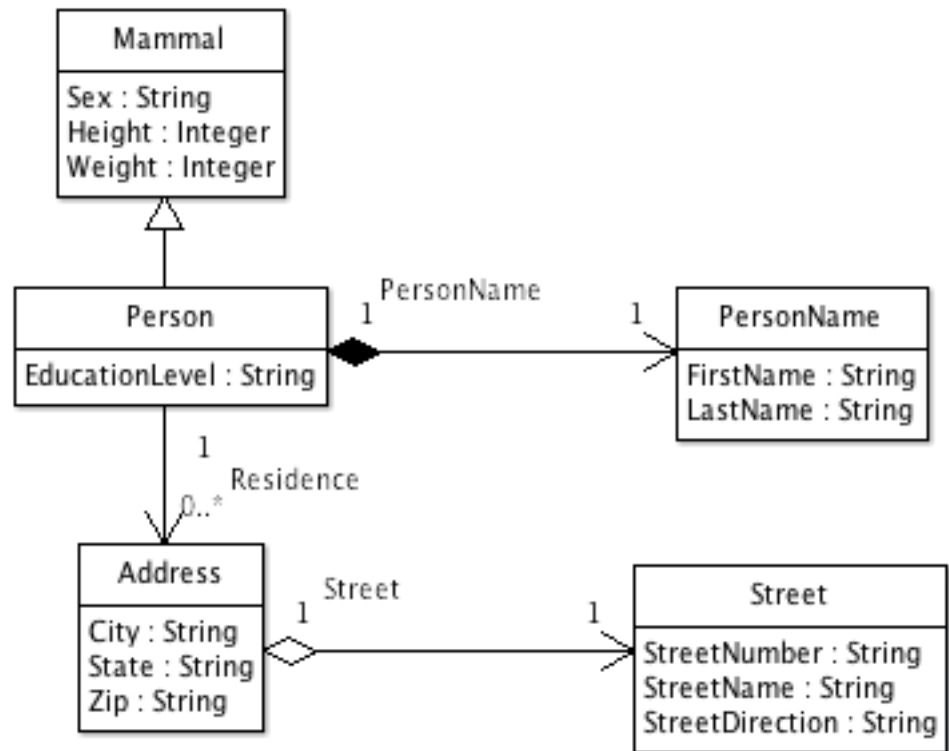 Mammal
Sex : String
Height : Integer
Weight : Integer
PersonName
1
1
Person
EducationLevel : String
PersonName
FirstName : String
LastName : String
1
Residence
0..*
Address
City : String
State : String
Zip : String
Street
1
1
Street
StreetNumber : String
StreetName : String
StreetDirection : String